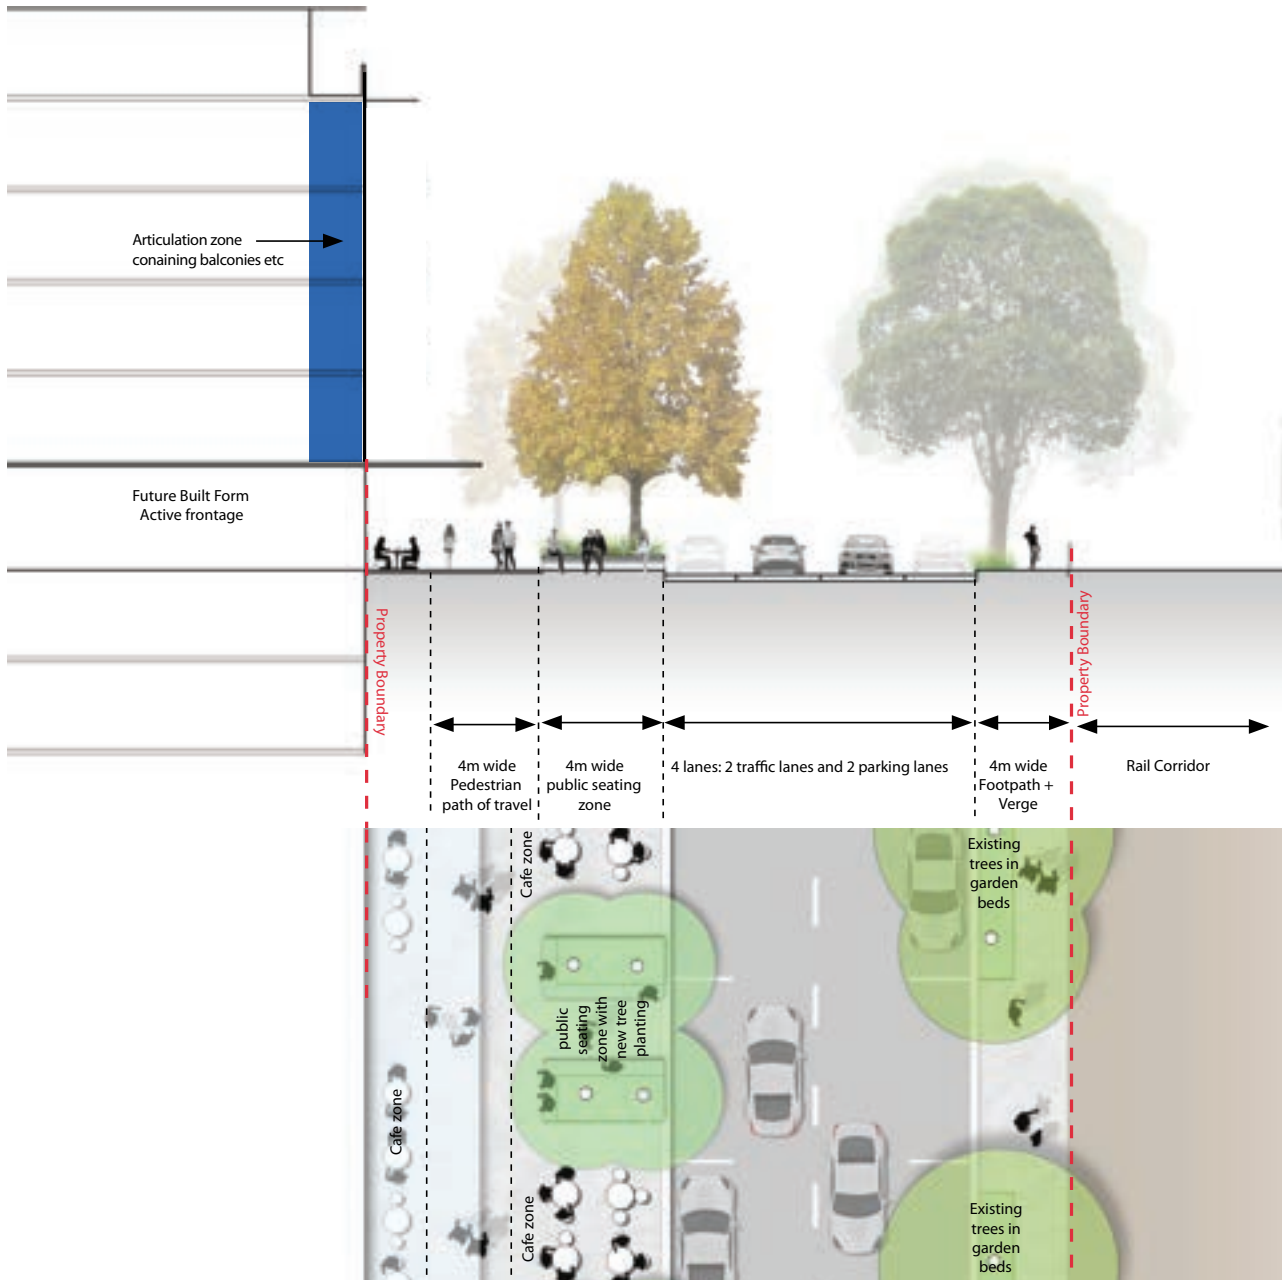 Articulation zone
conaining balconies etc
Future Built Form
Active frontage
Property Boundary
Property Boundary
4m wide
Pedestrian
path of travel
4m wide
public seating
zone
4 lanes: 2 traffic lanes and 2 parking lanes
4m wide
Footpath +
Verge
Rail Corridor
Cafe zone
Existing
trees in
garden
beds
public
seating
zone with
new tree
planting
Cafe zone
Cafe zone
Existing
trees in
garden
beds